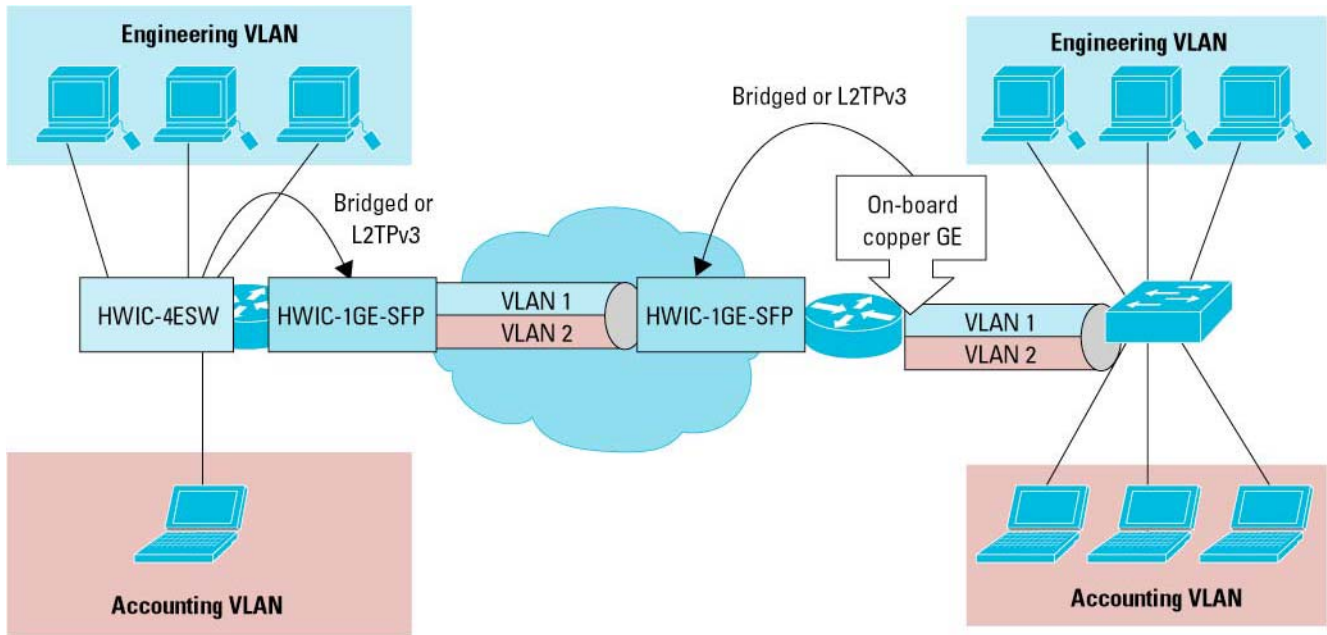 Engineering VLAN
Engineering VLAN
Bridged or L2TPv3
Bridged or
L2TPv3
On-board
copper GE
HWIC-4ESW
HWIC-1GE-SFP
VLAN 1
VLAN 2
HWIC-1GE-SFP
VLAN 1
VLAN 2
Accounting VLAN
Accounting VLAN